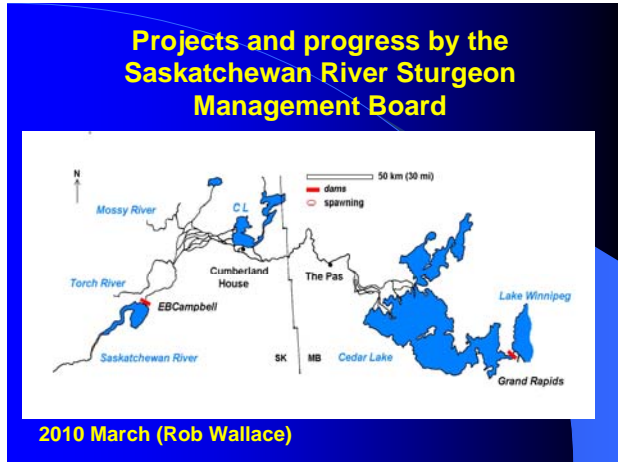 Projects and progress by the
Saskatchewan River Sturgeon
Management Board
N
50 km (30 mi)
dams
spawning
Mossy River
C L
Cumberland
House
The Pas
Torch River
EBCampbell
Lake Winnipeg
Saskatchewan River
SK
MB
Cedar Lake
Grand Rapids
2010 March (Rob Wallace)